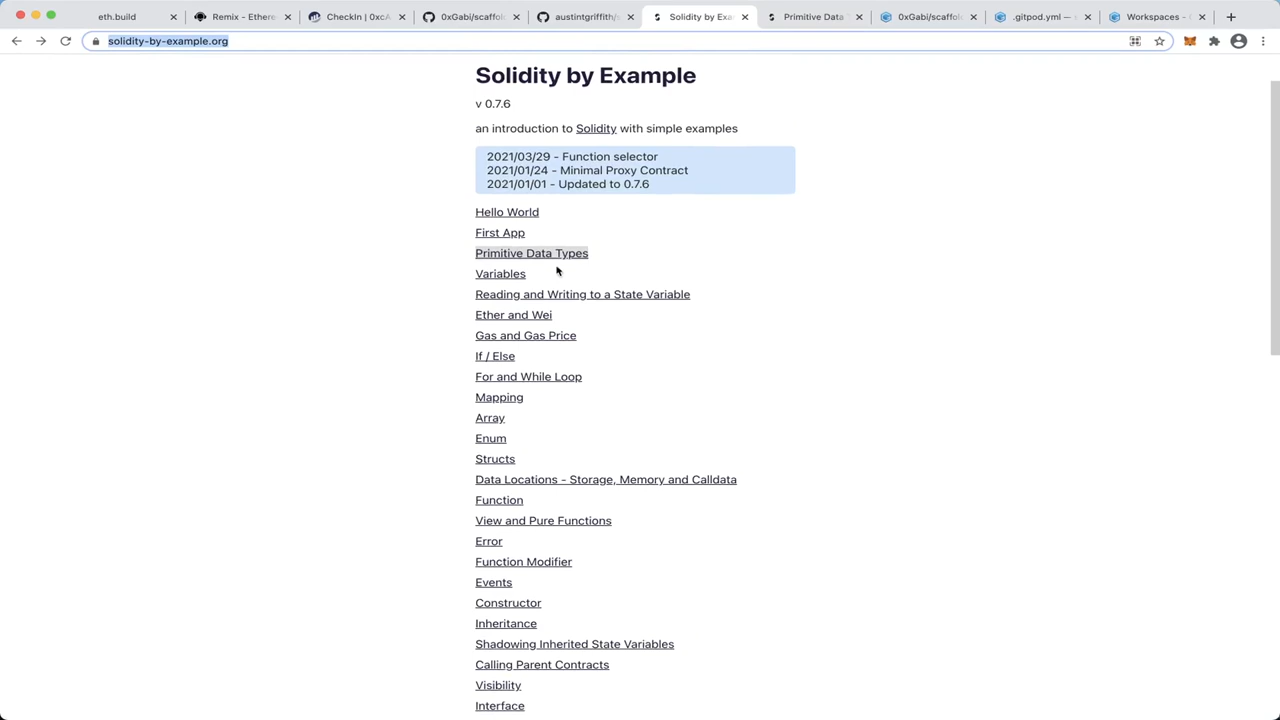 eth.build
Remix - Ethere
CheckIn | 0xcA
0xGabi/scaffol
austintgriffith/s
Solidity by Exa
Primitive Data T
0xGabi/scaffol
.gitpod.yml —
Workspaces -
solidity-by-example.org
Solidity by Example
v 0.7.6
an introduction to Solidity with simple examples
2021/03/29 - Function selector
2021/01/24 - Minimal Proxy Contract
2021/01/01 - Updated to 0.7.6
Hello World
First App
Primitive Data Types
Variables
Reading and Writing to a State Variable
Ether and Wei
Gas and Gas Price
If / Else
For and While Loop
Mapping
Array
Enum
Structs
Data Locations - Storage, Memory and Calldata
Function
View and Pure Functions
Error
Function Modifier
Events
Constructor
Inheritance
Shadowing Inherited State Variables
Calling Parent Contracts
Visibility
Interface